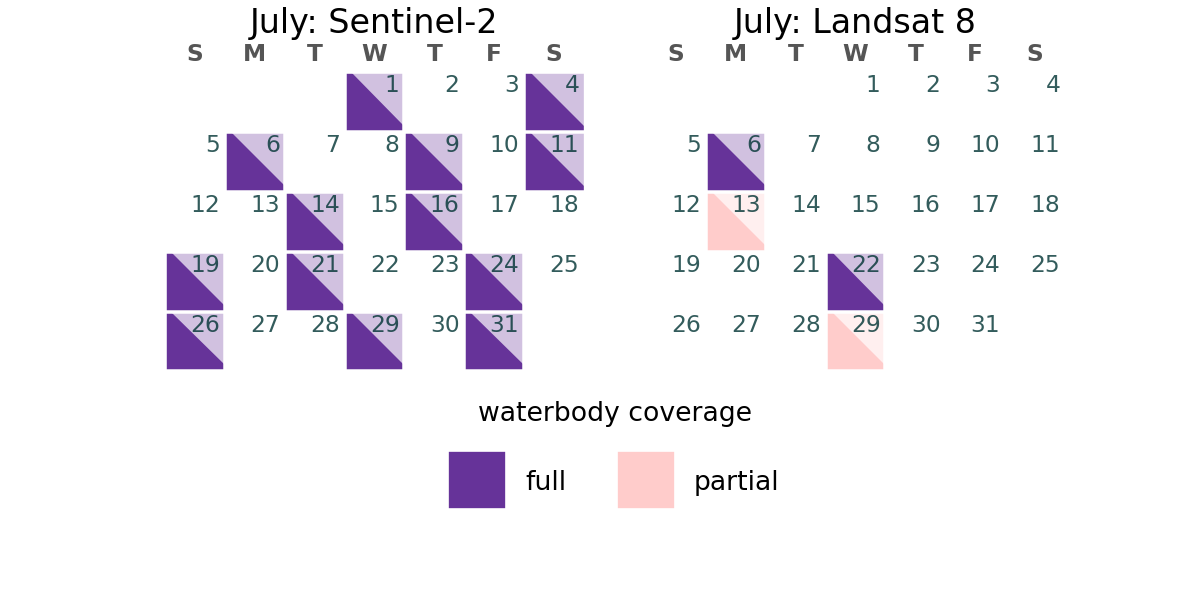 July: Sentinel-2
S M T W T F S
1 2 3 4
5 6 7 8 9 10 11
12 13 14 15 16 17 18
19 20 21 22 23 24 25
26 27 28 29 30 31
July: Landsat 8
S M T W T F S
1 2 3 4
5 6 7 8 9 10 11
12 13 14 15 16 17 18
19 20 21 22 23 24 25
26 27 28 29 30 31
waterbody coverage
full
partial